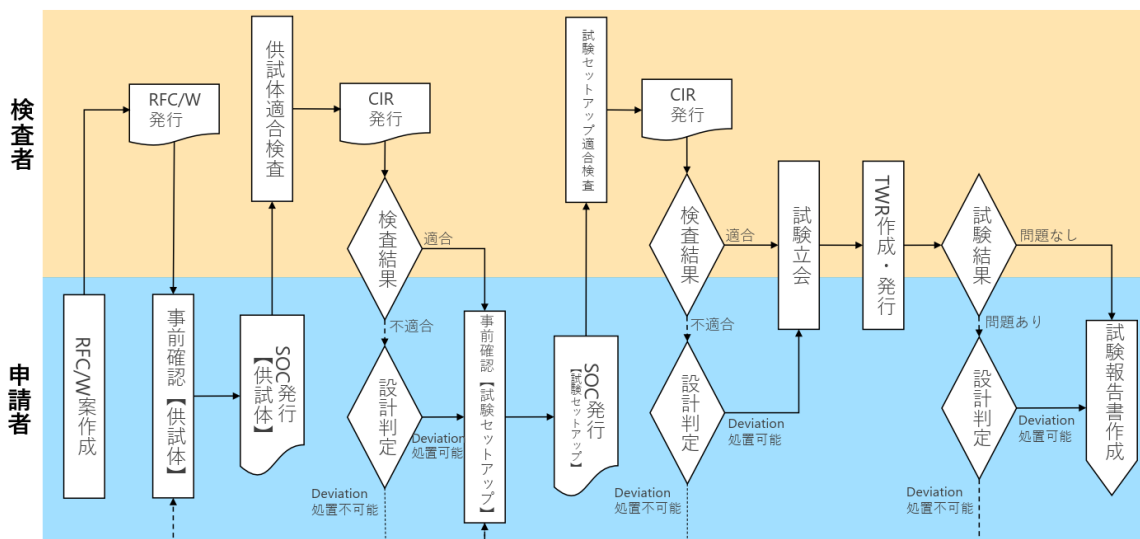 検査者
申請者
RFC/W案作成
RFC/W
発行
事前確認【供試体】
SOC発行
【供試体】
供試体適合検査
CIR
発行
検査結果
適合
不適合
設計判定
Deviation
処置可能
Deviation
処置不可能
事前確認【試験セットアップ】
SOC発行
【試験セットアップ】
試験セットアップ適合検査
CIR
発行
検査結果
適合
不適合
設計判定
Deviation
処置可能
Deviation
処置不可能
試験立会
TWR作成・発行
試験結果
問題なし
問題あり
設計判定
Deviation
処置可能
Deviation
処置不可能
試験報告書作成